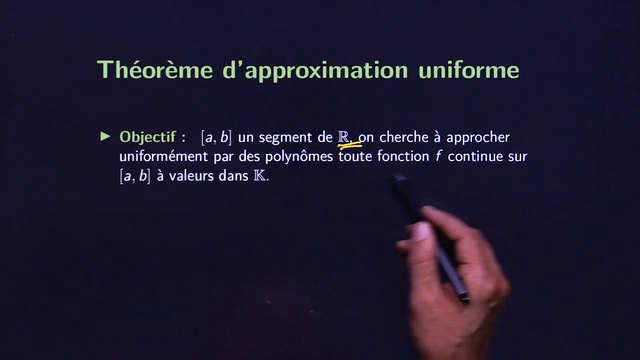 Théorème d'approximation uniforme
▶ Objectif : [a, b] un segment de ℝ, on cherche à approcher
uniformément par des polynômes toute fonction f continue sur
[a, b] à valeurs dans 𝕂.